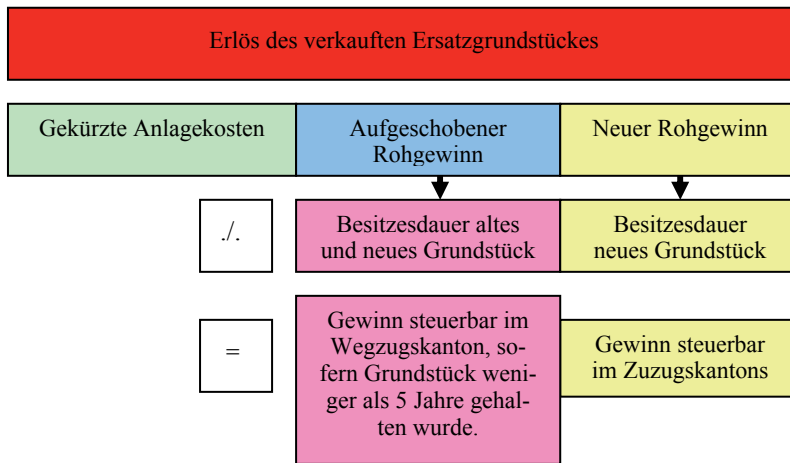 Erlös des verkauften Ersatzgrundstückes
Gekürzte Anlagekosten
Aufgeschobener
Rohgewinn
Neuer Rohgewinn
./.
Besitzesdauer altes
und neues Grundstück
Besitzesdauer
neues Grundstück
=
Gewinn steuerbar im
Wegzugskanton, so-
fern Grundstück weni-
ger als 5 Jahre gehal-
ten wurde.
Gewinn steuerbar
im Zuzugskantons